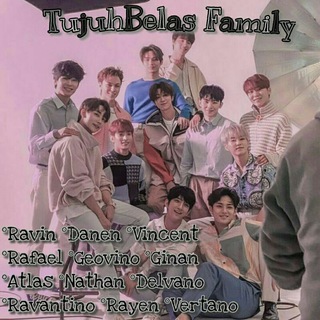 TujuhBelas Family
°Ravin °Danen °Vincent
°Rafael °Geovino °Ginan
°Atlas °Nathan °Delvano
°Ravantino °Rayen °Vertano